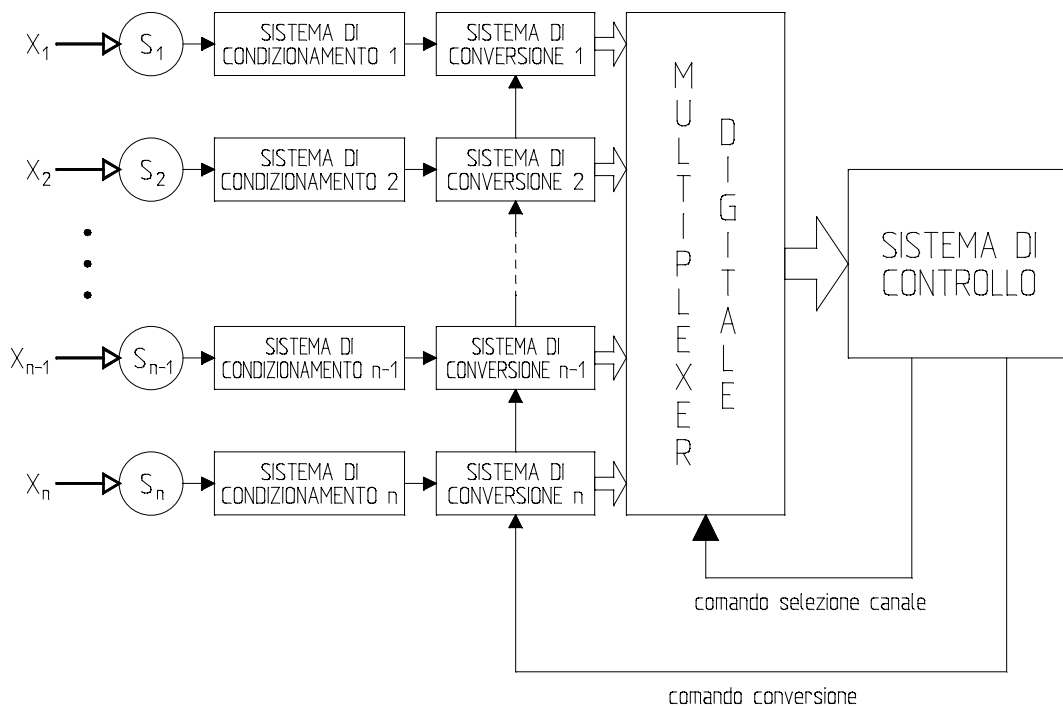 X1
S1
SISTEMA DI
CONDIZIONAMENTO 1
SISTEMA DI
CONVERSIONE 1
X2
S2
SISTEMA DI
CONDIZIONAMENTO 2
SISTEMA DI
CONVERSIONE 2
Xn-1
Sn-1
SISTEMA DI
CONDIZIONAMENTO n-1
SISTEMA DI
CONVERSIONE n-1
Xn
Sn
SISTEMA DI
CONDIZIONAMENTO n
SISTEMA DI
CONVERSIONE n
MULTIPLEXER
DIGITALE
SISTEMA DI
CONTROLLO
comando selezione canale
comando conversione